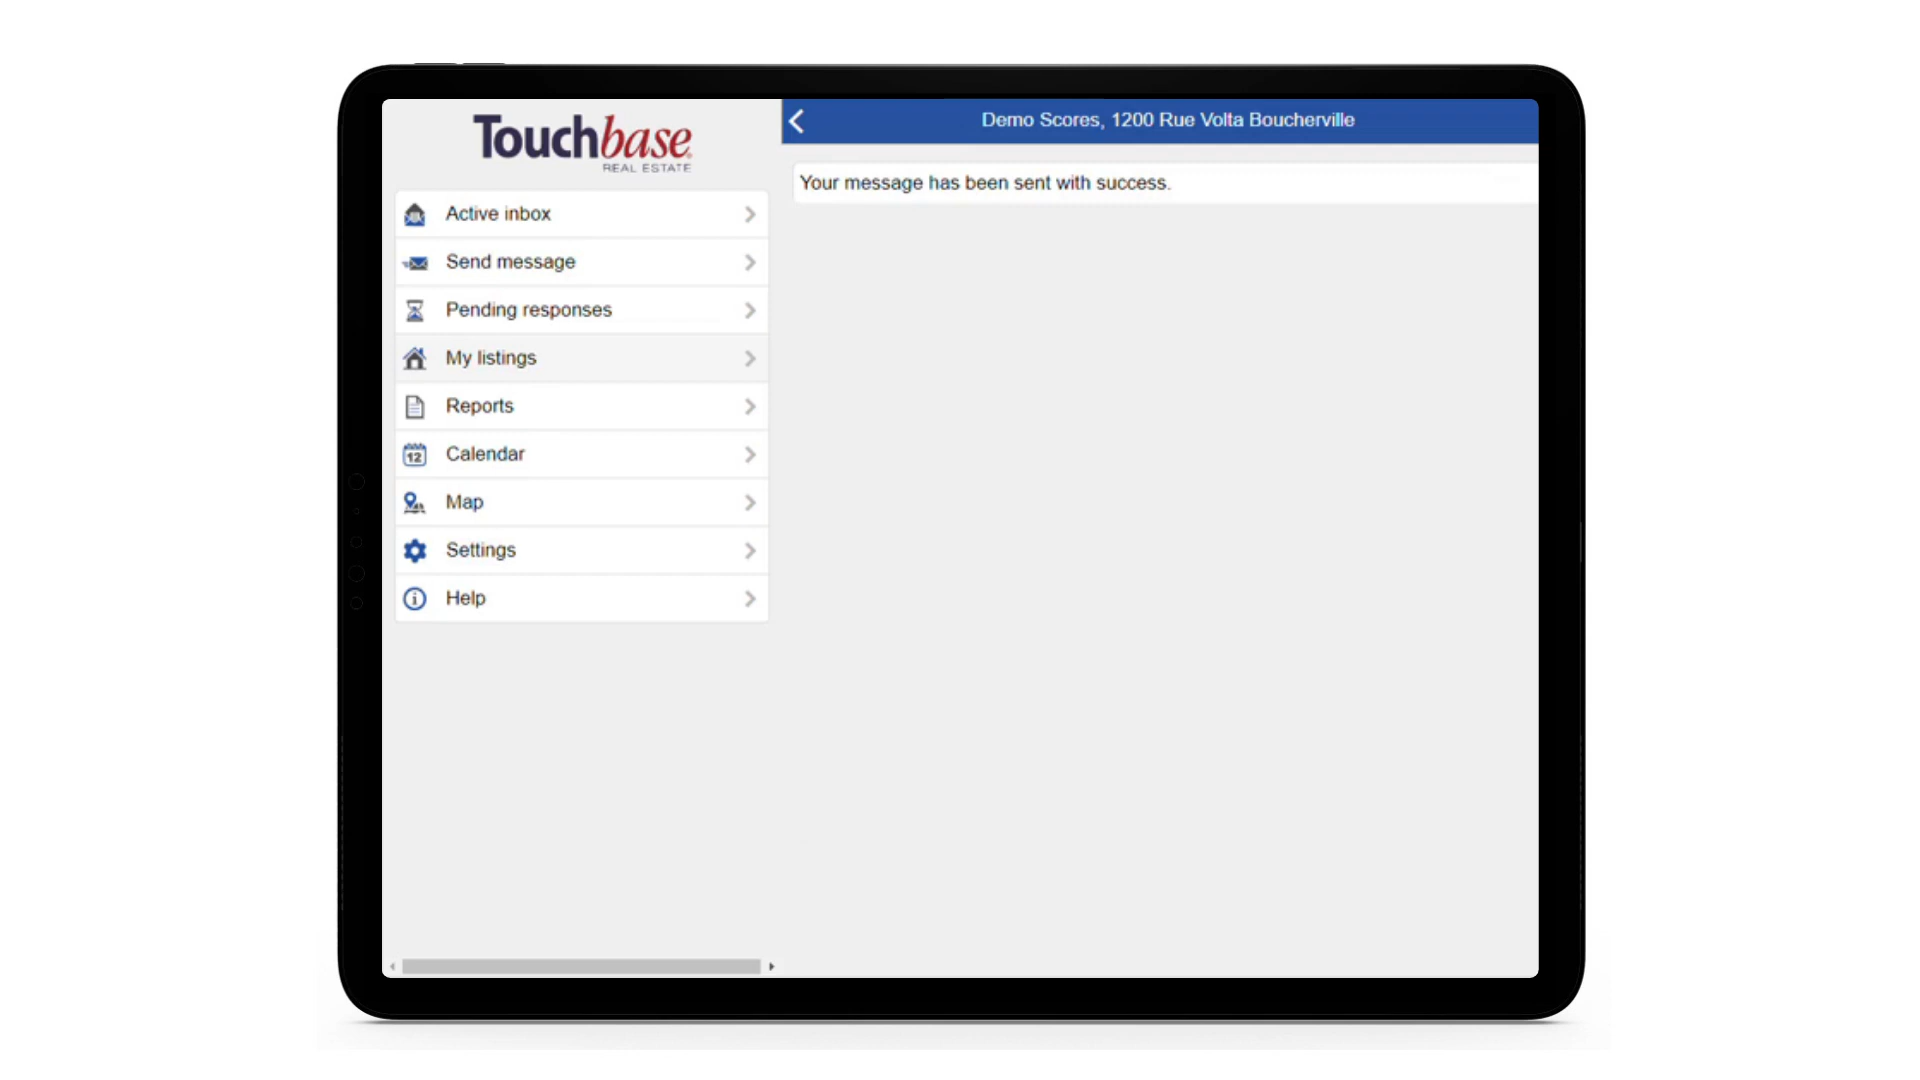 Touchbase
REAL ESTATE
Active inbox
Send message
Pending responses
My listings
Reports
12
Calendar
Map
Settings
Help
Demo Scores, 1200 Rue Volta Boucherville
Your message has been sent with success.